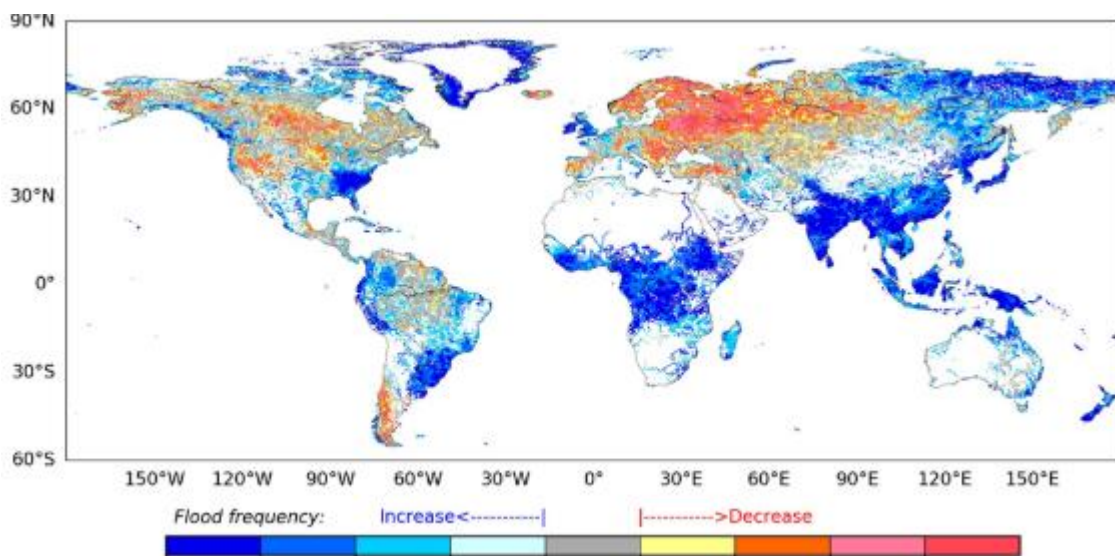 90°N
60°N
30°N
0°
30°S
60°S
150°W 120°W 90°W 60°W 30°W 0° 30°E 60°E 90°E 120°E 150°E
Flood frequency: Increase<-----------| |----------->Decrease